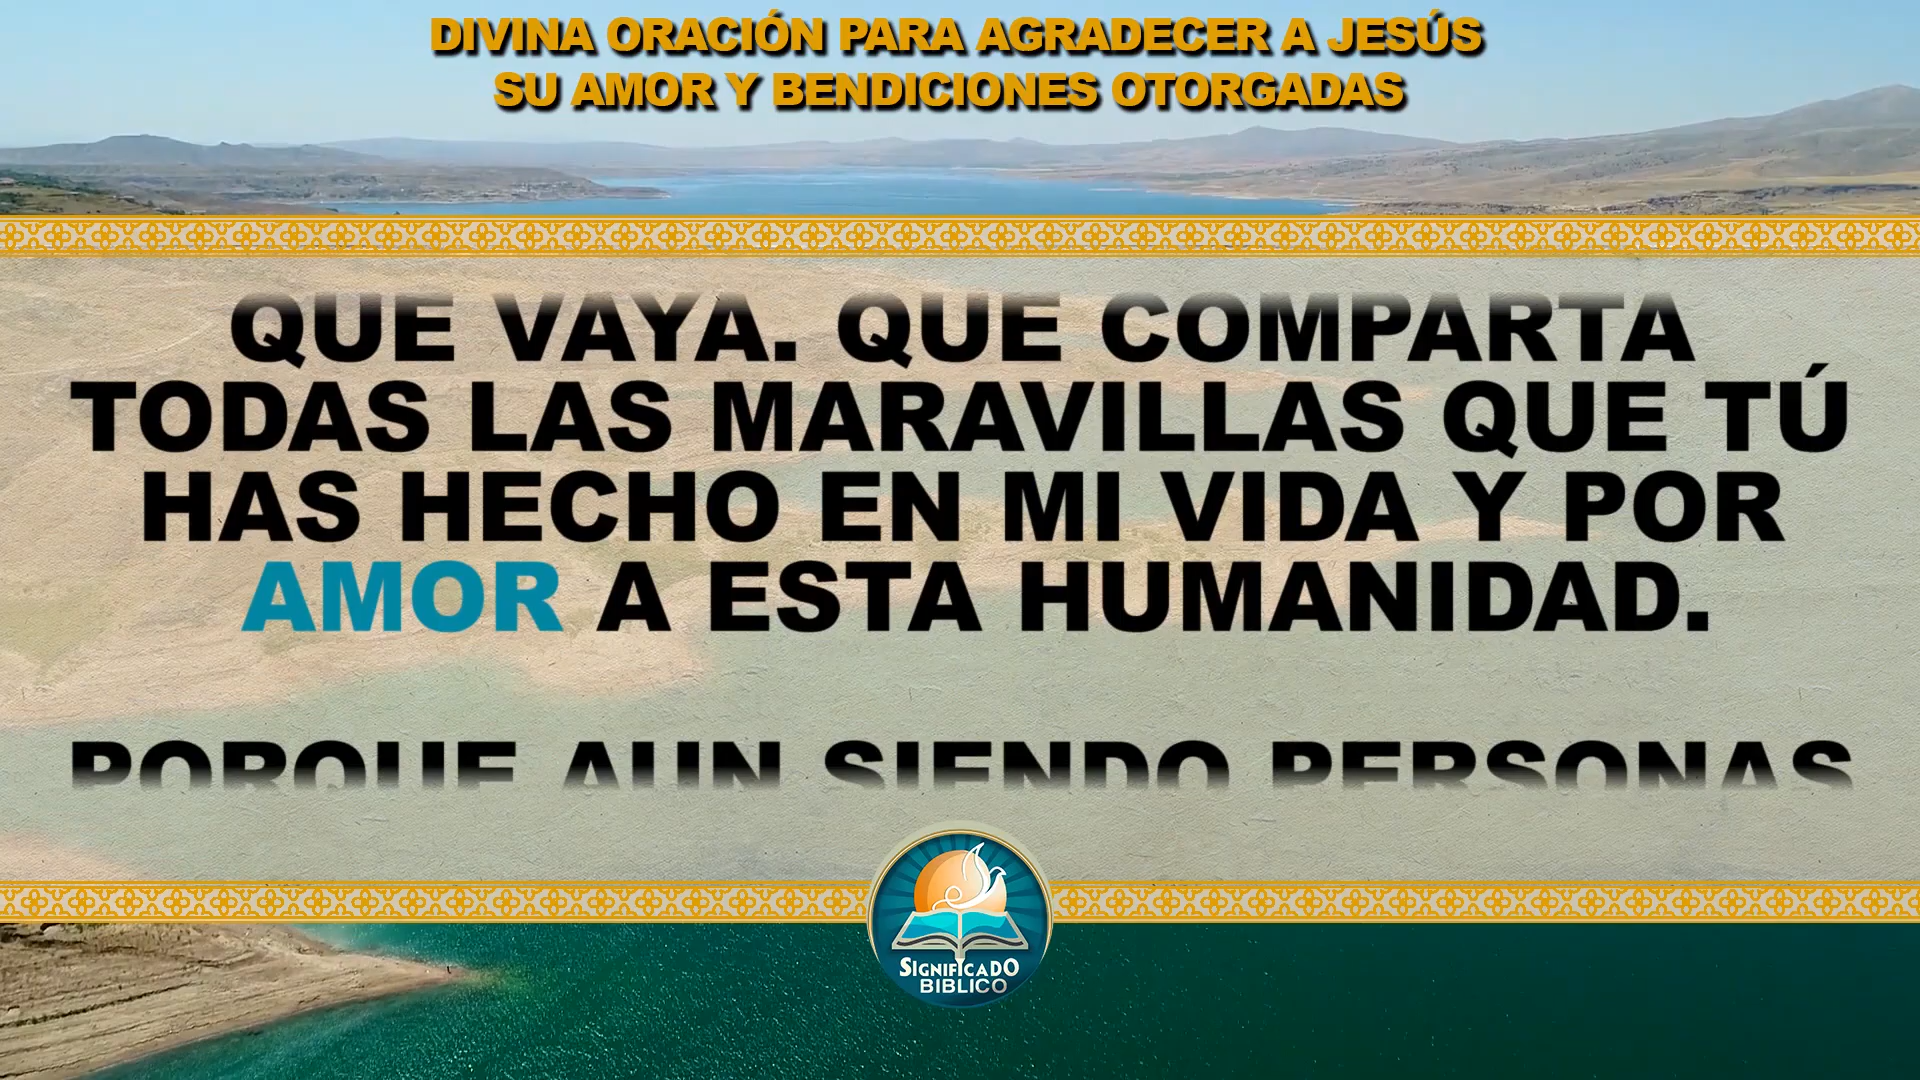 DIVINA ORACIÓN PARA AGRADECER A JESÚS
SU AMOR Y BENDICIONES OTORGADAS
QUE VAYA. QUE COMPARTA
TODAS LAS MARAVILLAS QUE TÚ
HAS HECHO EN MI VIDA Y POR
AMOR A ESTA HUMANIDAD.
PORQUE AUN SIENDO PERSONAS
SIGNIFICADO
BIBLICO